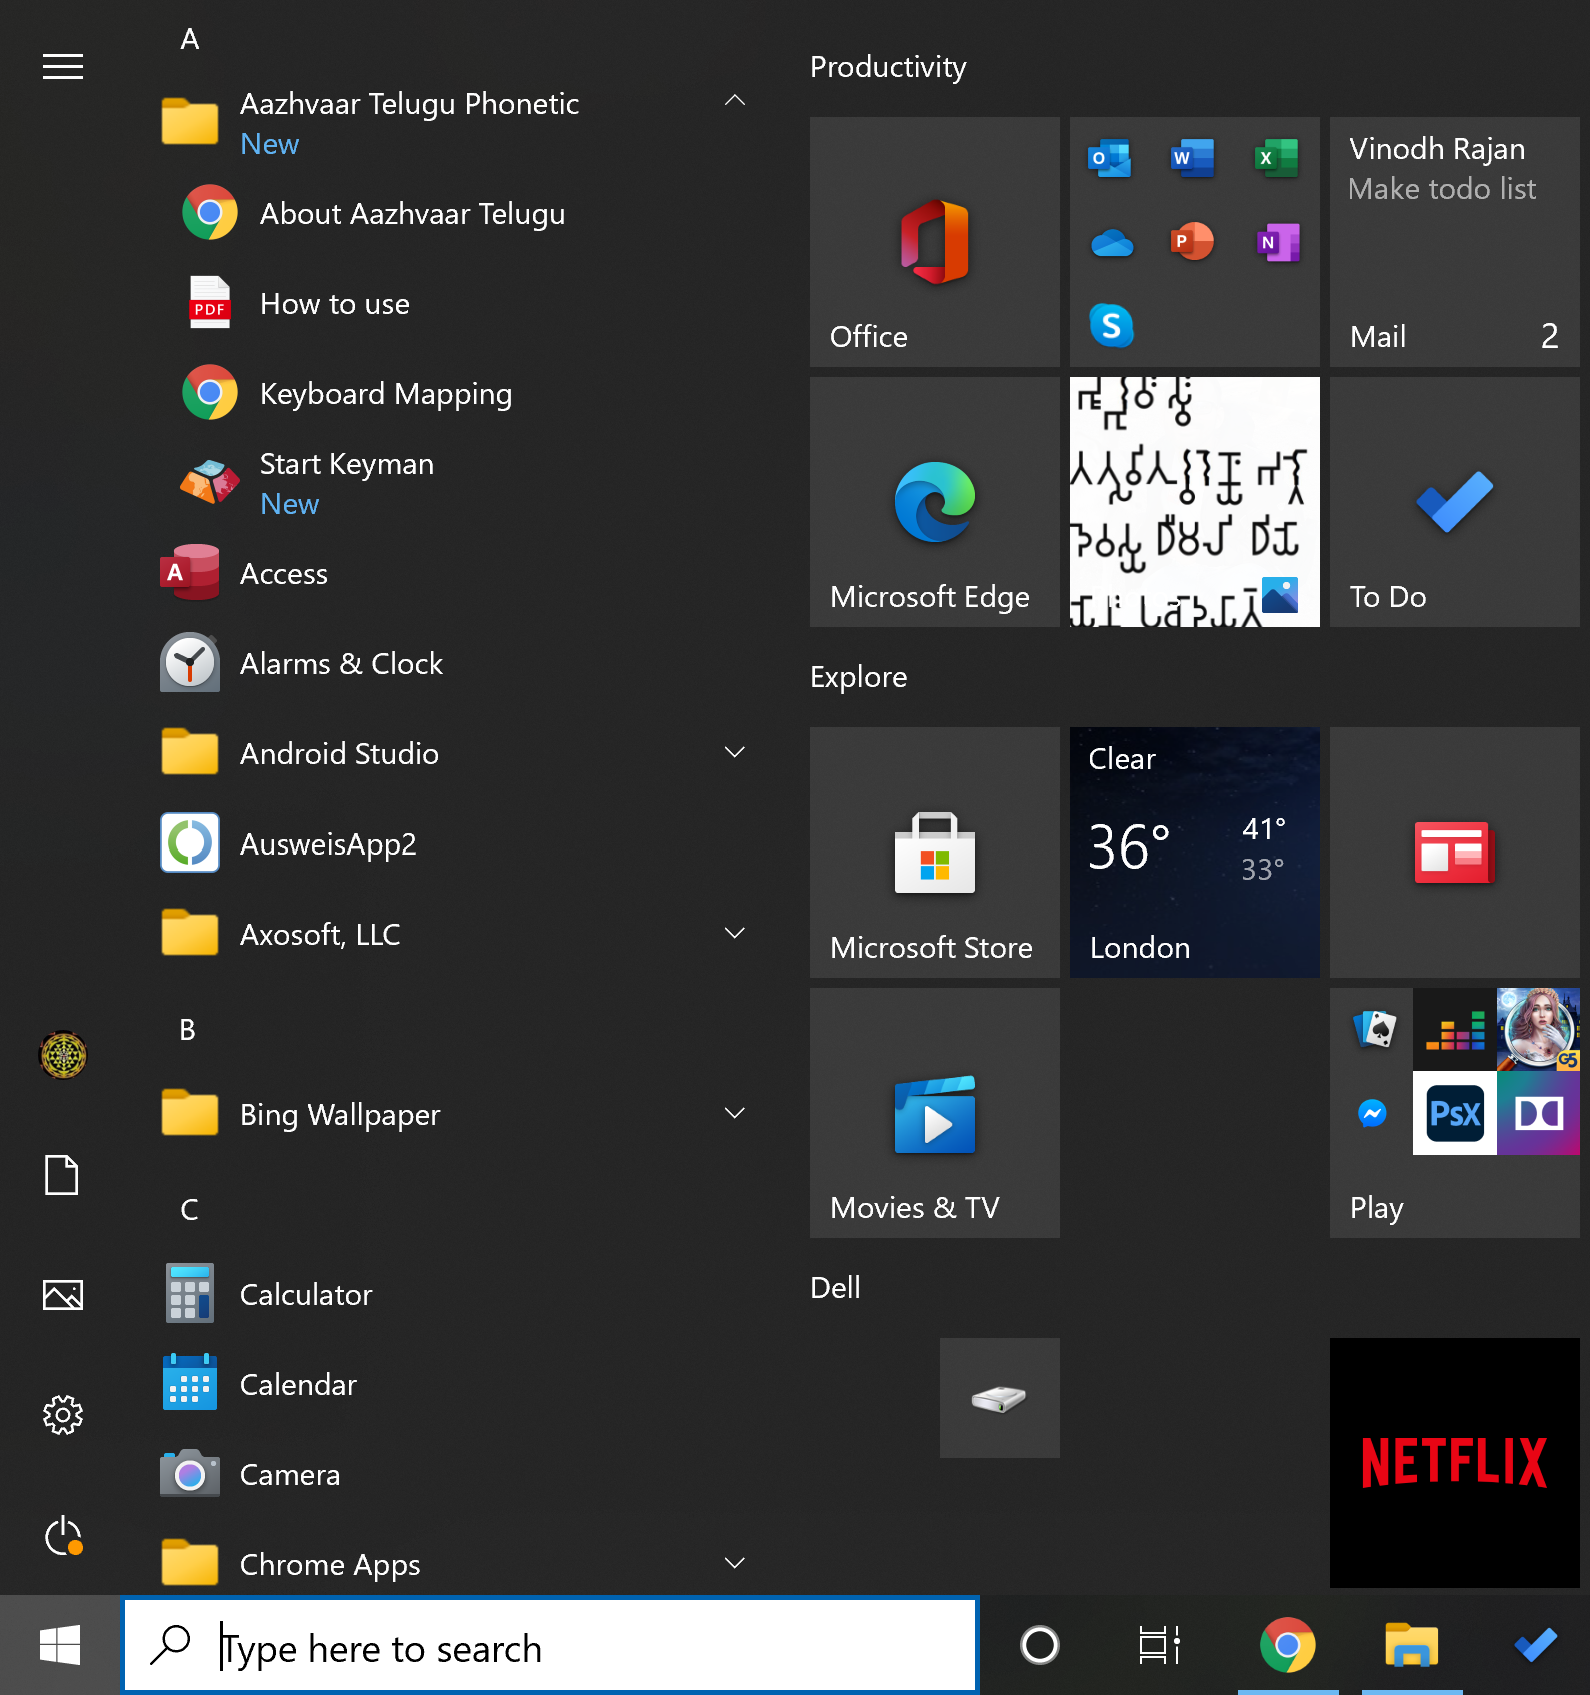 A
Aazhvaar Telugu Phonetic
New
About Aazhvaar Telugu
PDF
How to use
Keyboard Mapping
Start Keyman
New
A
Access
Alarms & Clock
Android Studio
AusweisApp2
Axosoft, LLC
B
Bing Wallpaper
C
Calculator
Calendar
Camera
Chrome Apps
Type here to search
Productivity
Office
O W X
P N
S
Vinodh Rajan
Make todo list
Mail 2
Microsoft Edge
To Do
Explore
Microsoft Store
Clear
36° 41°
33°
London
Movies & TV
G5
PsX
Play
Dell
NETFLIX